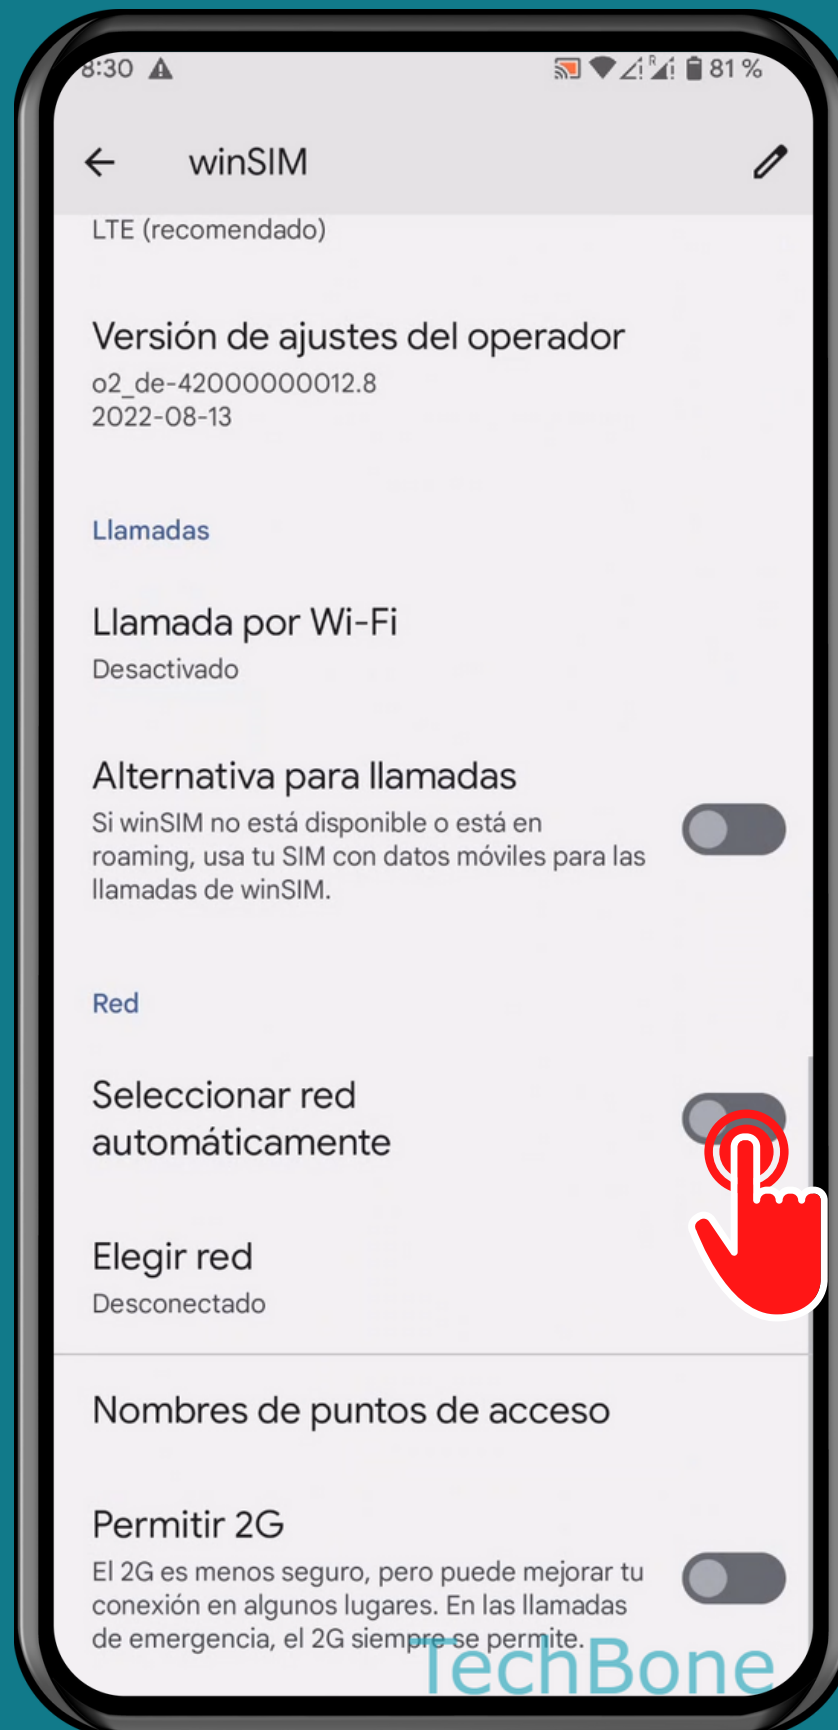 8:30
R
81 %
winSIM
LTE (recomendado)
Versión de ajustes del operador
o2_de-42000000012.8
2022-08-13
Llamadas
Llamada por Wi-Fi
Desactivado
Alternativa para llamadas
Si winSIM no está disponible o está en
roaming, usa tu SIM con datos móviles para las
llamadas de winSIM.
Red
Seleccionar red
automáticamente
Elegir red
Desconectado
Nombres de puntos de acceso
Permitir 2G
El 2G es menos seguro, pero puede mejorar tu
conexión en algunos lugares. En las llamadas
de emergencia, el 2G siempre se permite.
TechBone